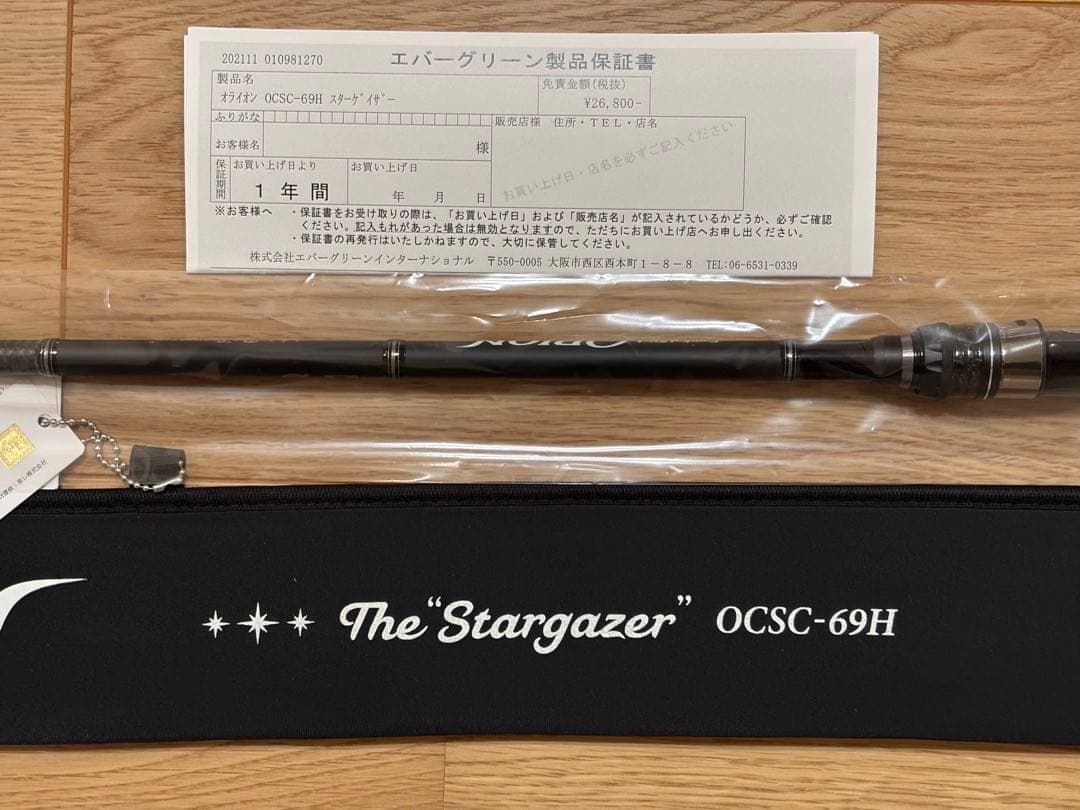 202111 010981270
エバーグリーン製品保証書
製品名
オライオン OCSC-69H スターゲイザー
免責金額(税抜)
¥26,800-
ふりがな
お客様名
様
販売店様 住所・TEL・店名
お買い上げ日・店名を必ずご記入ください
保証期間
お買い上げ日より
1年間
お買い上げ日
年 月 日
※お客様へ ・保証書をお受け取りの際は、「お買い上げ日」および「販売店名」が記入されているかどうか、必ずご確認
ください。記入もれがあった場合は無効となりますので、ただちにお買い上げ店へお申し出ください。
・保証書の再発行はいたしかねますので、大切に保管してください。
株式会社エバーグリーンインターナショナル 〒550-0005 大阪市西区西本町1-8-8 TEL:06-6531-0339
ORION
The "Stargazer" OCSC-69H